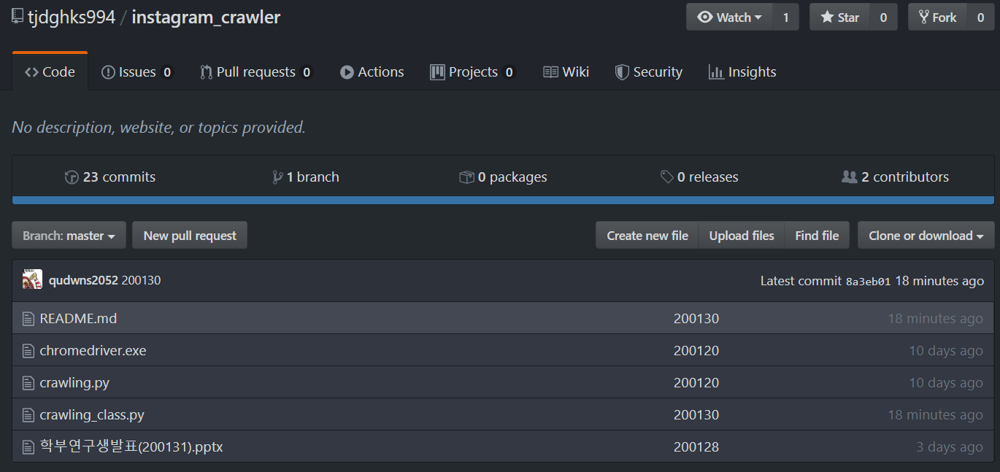 tjdghks994 / instagram_crawler Watch 1 Star 0 Fork 0
Code Issues 0 Pull requests 0 Actions Projects 0 Wiki Security Insights
No description, website, or topics provided.
23 commits 1 branch 0 packages 0 releases 2 contributors
Branch: master New pull request Create new file Upload files Find file Clone or download
qudwns2052 200130 Latest commit 8a3eb01 18 minutes ago
README.md 200130 18 minutes ago
chromedriver.exe 200120 10 days ago
crawling.py 200120 10 days ago
crawling_class.py 200130 18 minutes ago
학부연구생발표(200131).pptx 200128 3 days ago